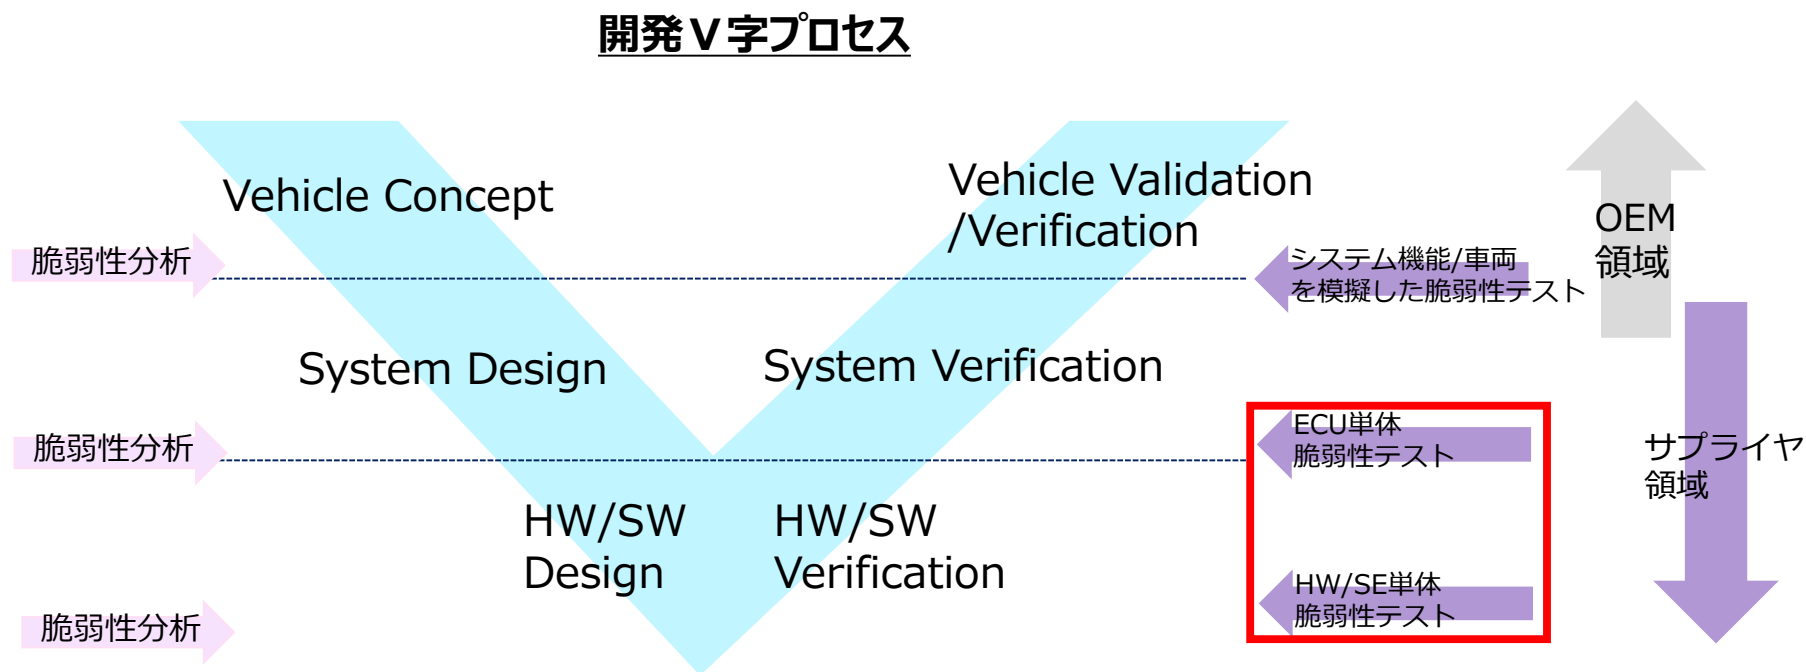 開発V字プロセス
Vehicle Concept
Vehicle Validation
/Verification
OEM
領域
脆弱性分析
システム機能/車両
を模擬した脆弱性テスト
System Design
System Verification
ECU単体
脆弱性テスト
脆弱性分析
サプライヤ
領域
HW/SW
Design
HW/SW
Verification
HW/SE単体
脆弱性テスト
脆弱性分析